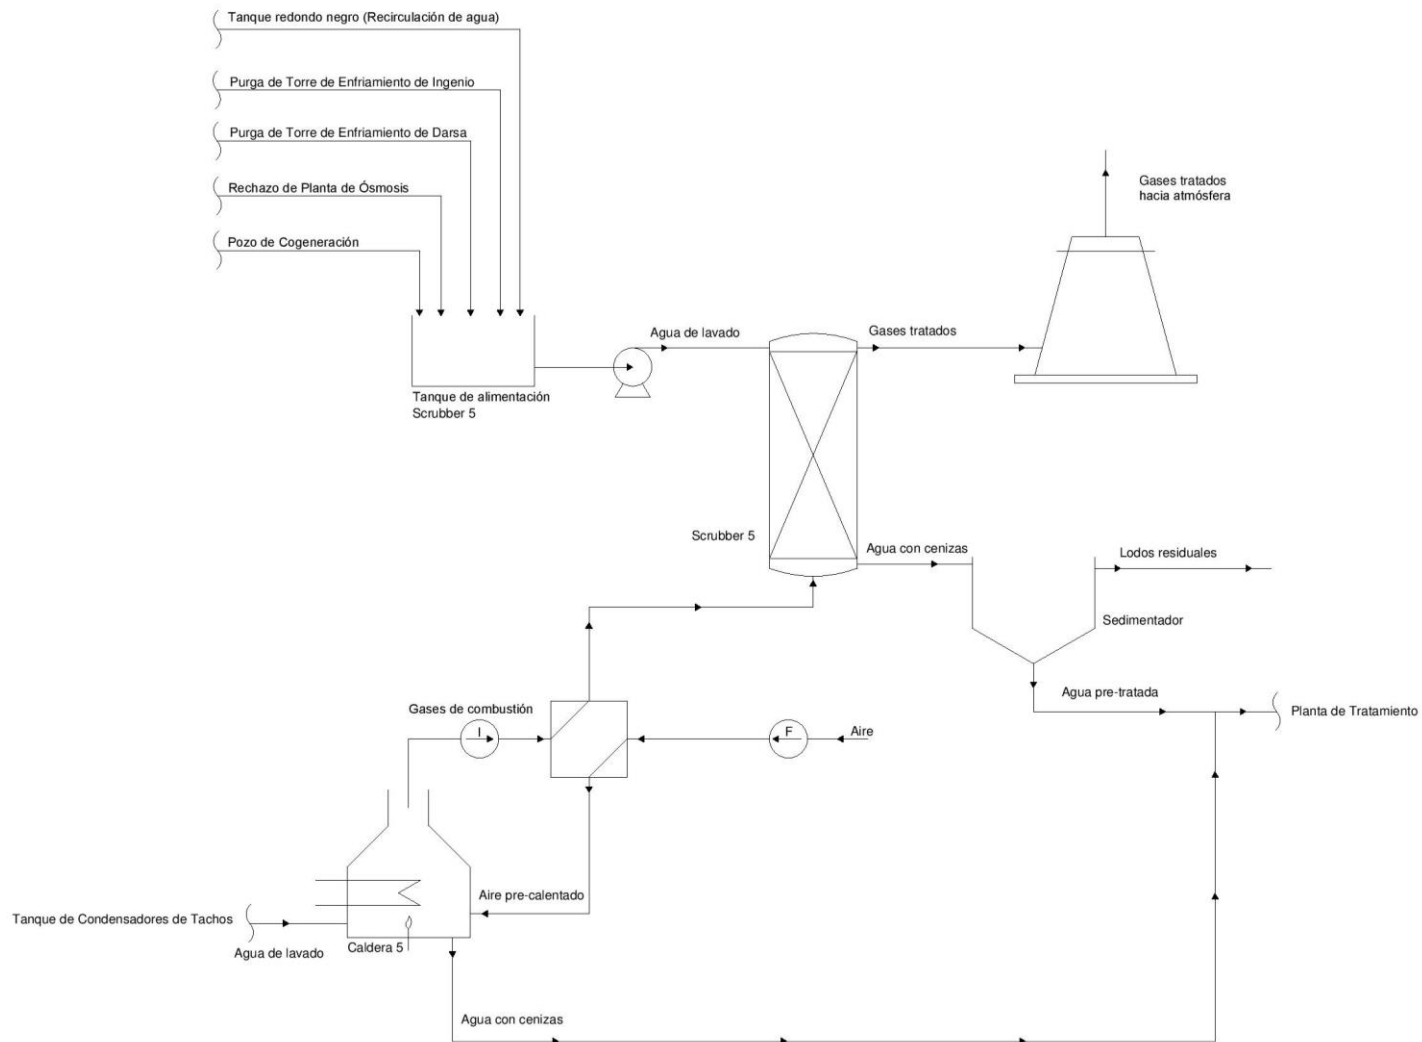 Tanque redondo negro (Recirculación de agua)
Purga de Torre de Enfriamiento de Ingenio
Purga de Torre de Enfriamiento de Darsa
Rechazo de Planta de Ósmosis
Pozo de Cogeneración
Tanque de alimentación
Scrubber 5
Agua de lavado
Gases tratados
Gases tratados
hacia atmósfera
Scrubber 5
Agua con cenizas
Lodos residuales
Sedimentador
Agua pre-tratada
Planta de Tratamiento
Gases de combustión
I
F
Aire
Aire pre-calentado
Tanque de Condensadores de Tachos
Agua de lavado
Caldera 5
Agua con cenizas